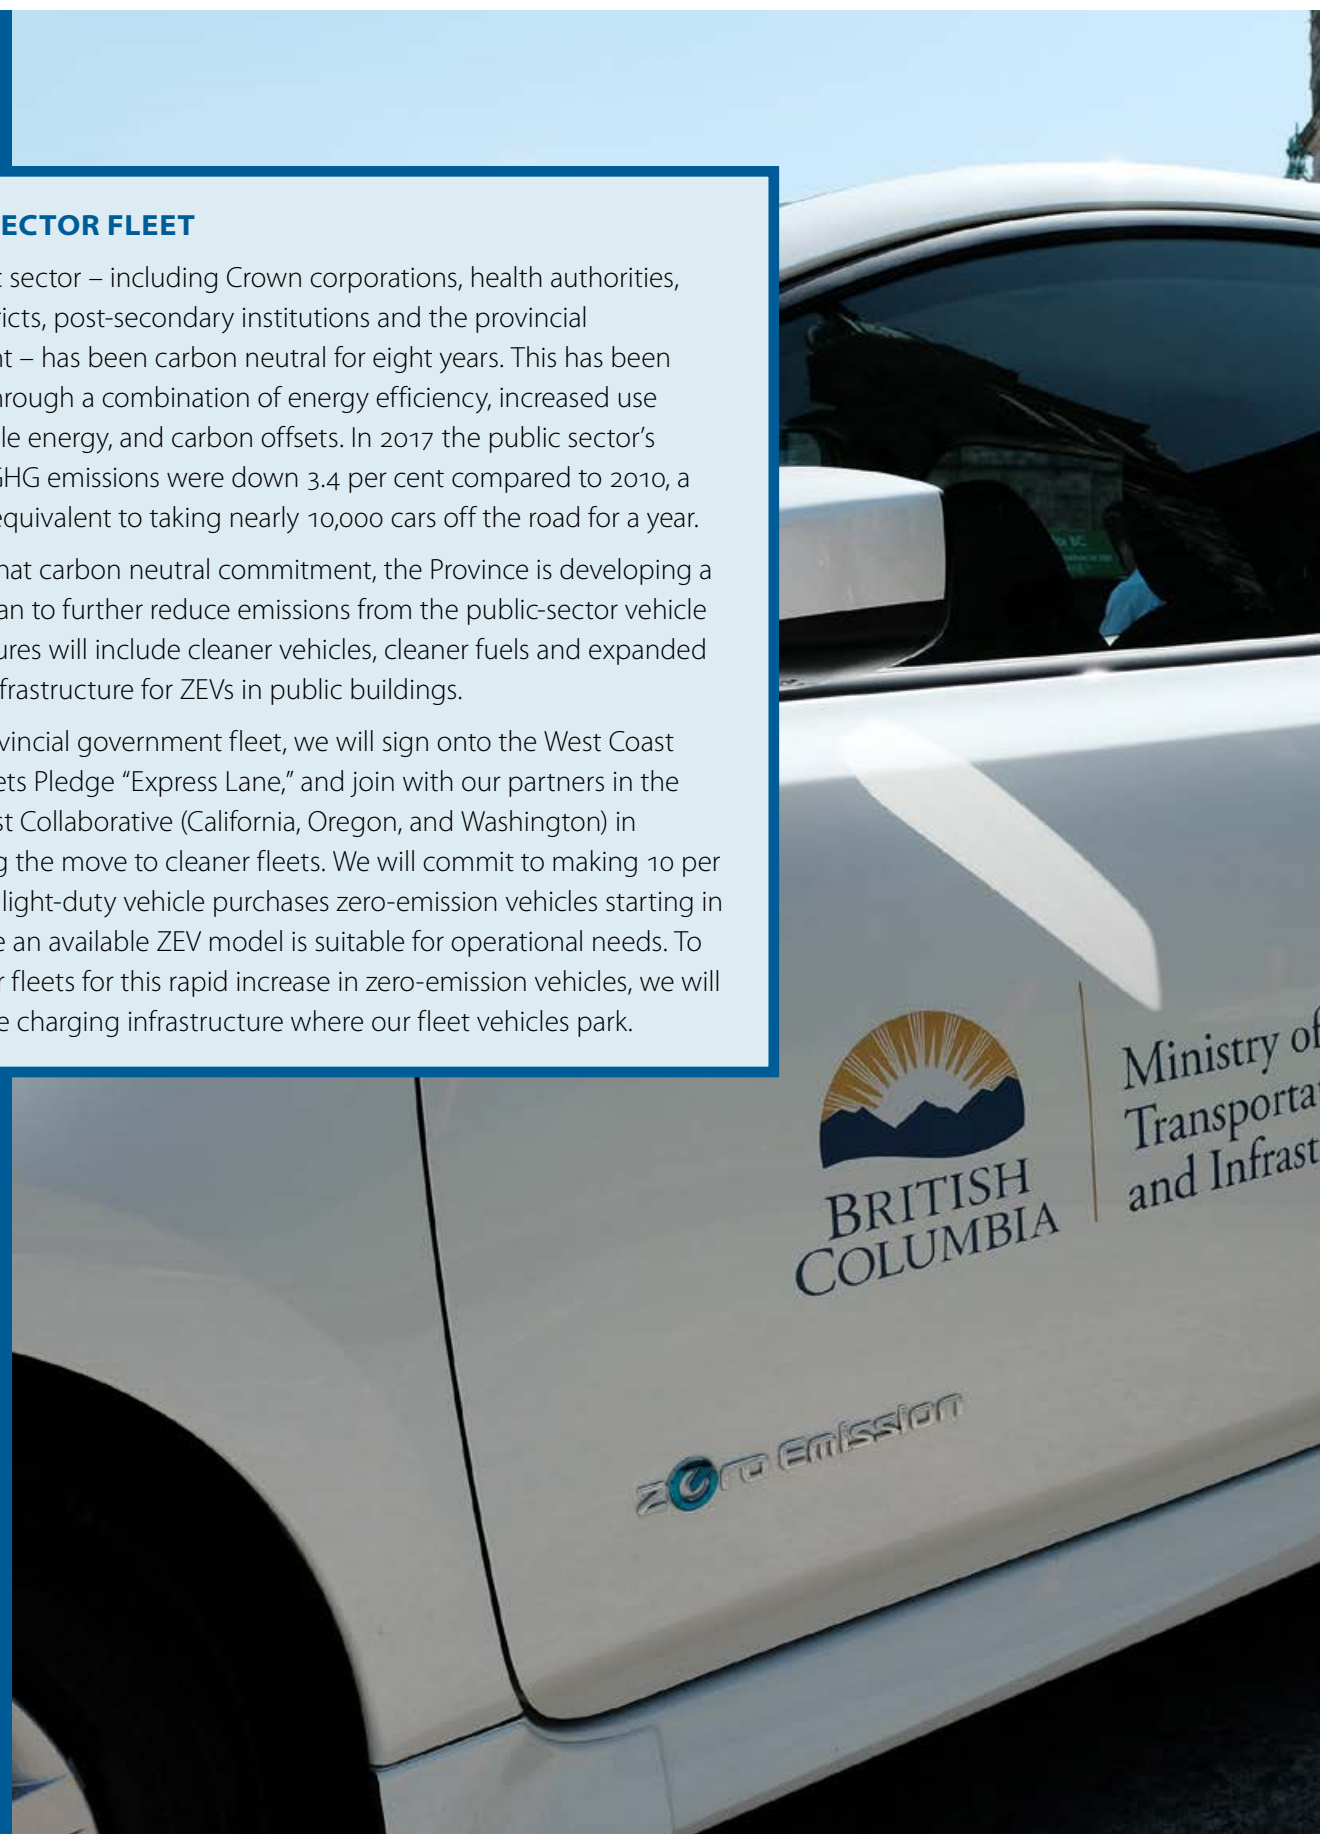 ECTOR FLEET
sector – including Crown corporations, health authorities,
ricts, post-secondary institutions and the provincial
nt – has been carbon neutral for eight years. This has been
hrough a combination of energy efficiency, increased use
le energy, and carbon offsets. In 2017 the public sector’s
GHG emissions were down 3.4 per cent compared to 2010, a
equivalent to taking nearly 10,000 cars off the road for a year.
hat carbon neutral commitment, the Province is developing a
an to further reduce emissions from the public-sector vehicle
ures will include cleaner vehicles, cleaner fuels and expanded
frastructure for ZEVs in public buildings.
vincial government fleet, we will sign onto the West Coast
ets Pledge “Express Lane,” and join with our partners in the
st Collaborative (California, Oregon, and Washington) in
g the move to cleaner fleets. We will commit to making 10 per
light-duty vehicle purchases zero-emission vehicles starting in
e an available ZEV model is suitable for operational needs. To
r fleets for this rapid increase in zero-emission vehicles, we will
e charging infrastructure where our fleet vehicles park.
Ministry of
Transporta
and Infrast
BRITISH
COLUMBIA
zero Emission